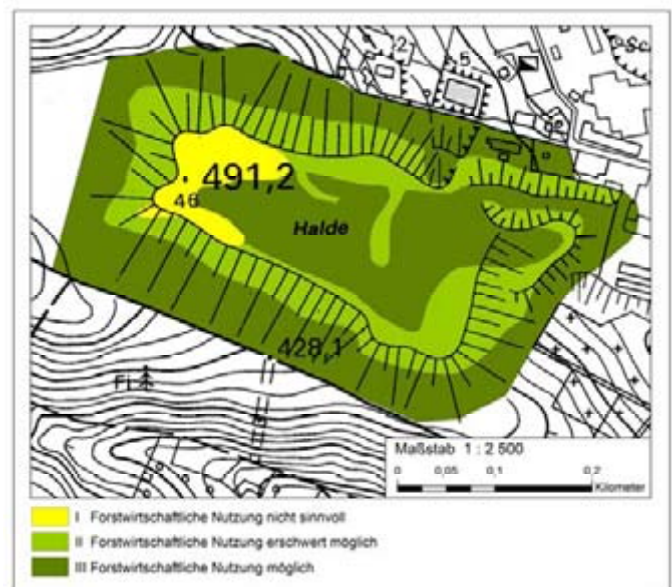 2
5
Sc
491,2
46
Halde
428,1
Fi
Maßstab 1 : 2 500
0 0,05 0,1 0,2
Kilometer
I Forstwirtschaftliche Nutzung nicht sinnvoll
II Forstwirtschaftliche Nutzung erschwert möglich
III Forstwirtschaftliche Nutzung möglich